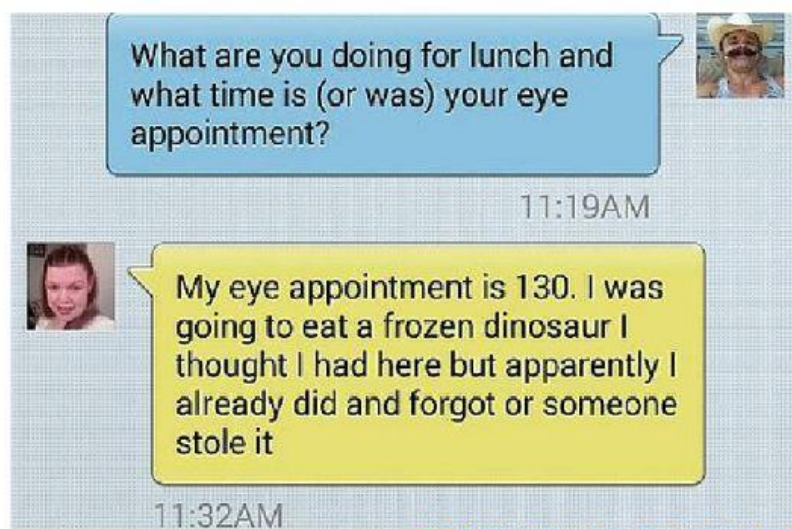 What are you doing for lunch and
what time is (or was) your eye
appointment?
11:19AM
My eye appointment is 130. I was
going to eat a frozen dinosaur I
thought I had here but apparently I
already did and forgot or someone
stole it
11:32AM